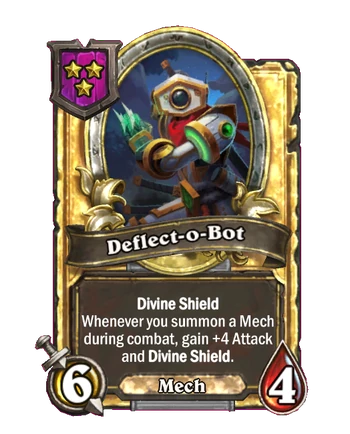 Deflect-o-Bot
Divine Shield
Whenever you summon a Mech
during combat, gain +4 Attack
and Divine Shield.
6
Mech
4